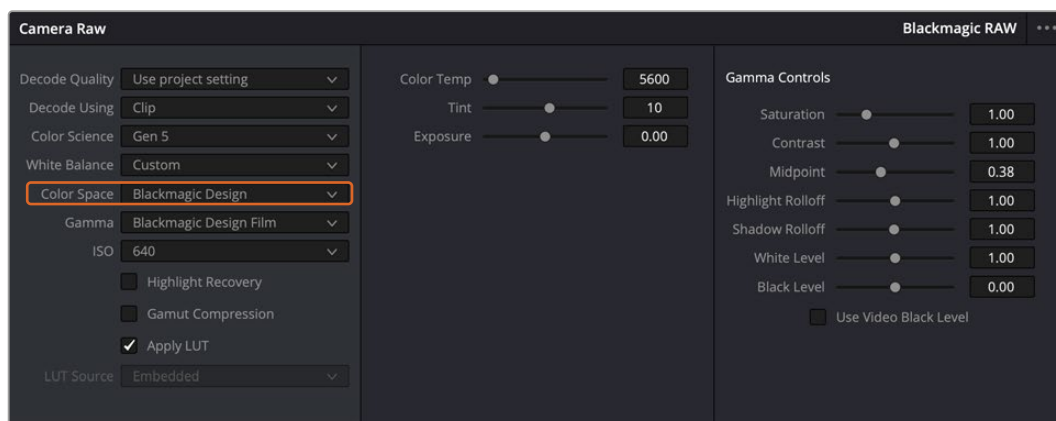 Camera Raw
Blackmagic RAW
Decode Quality Use project setting
Decode Using Clip
Color Science Gen 5
White Balance Custom
Color Space Blackmagic Design
Gamma Blackmagic Design Film
ISO 640
Highlight Recovery
Gamut Compression
Apply LUT
LUT Source Embedded
Color Temp 5600
Tint 10
Exposure 0.00
Gamma Controls
Saturation 1.00
Contrast 1.00
Midpoint 0.38
Highlight Rolloff 1.00
Shadow Rolloff 1.00
White Level 1.00
Black Level 0.00
Use Video Black Level